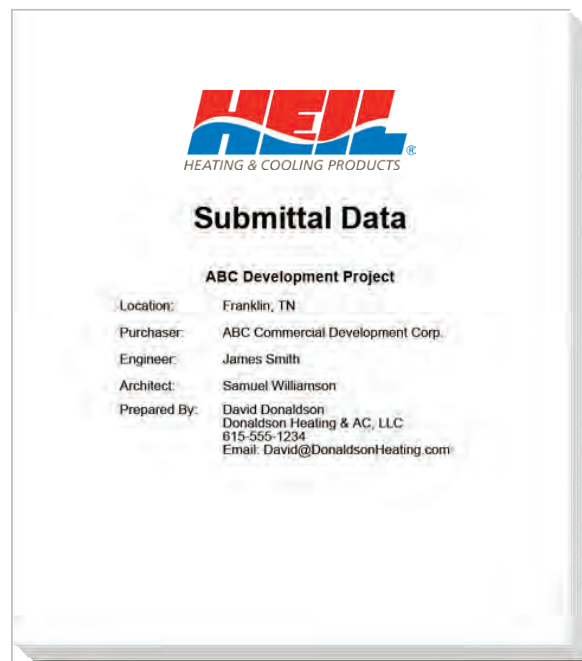 HEIL®
HEATING & COOLING PRODUCTS
Submittal Data
ABC Development Project
Location: Franklin, TN
Purchaser: ABC Commercial Development Corp.
Engineer: James Smith
Architect: Samuel Williamson
Prepared By: David Donaldson
Donaldson Heating & AC, LLC
615-555-1234
Email: David@DonaldsonHeating.com